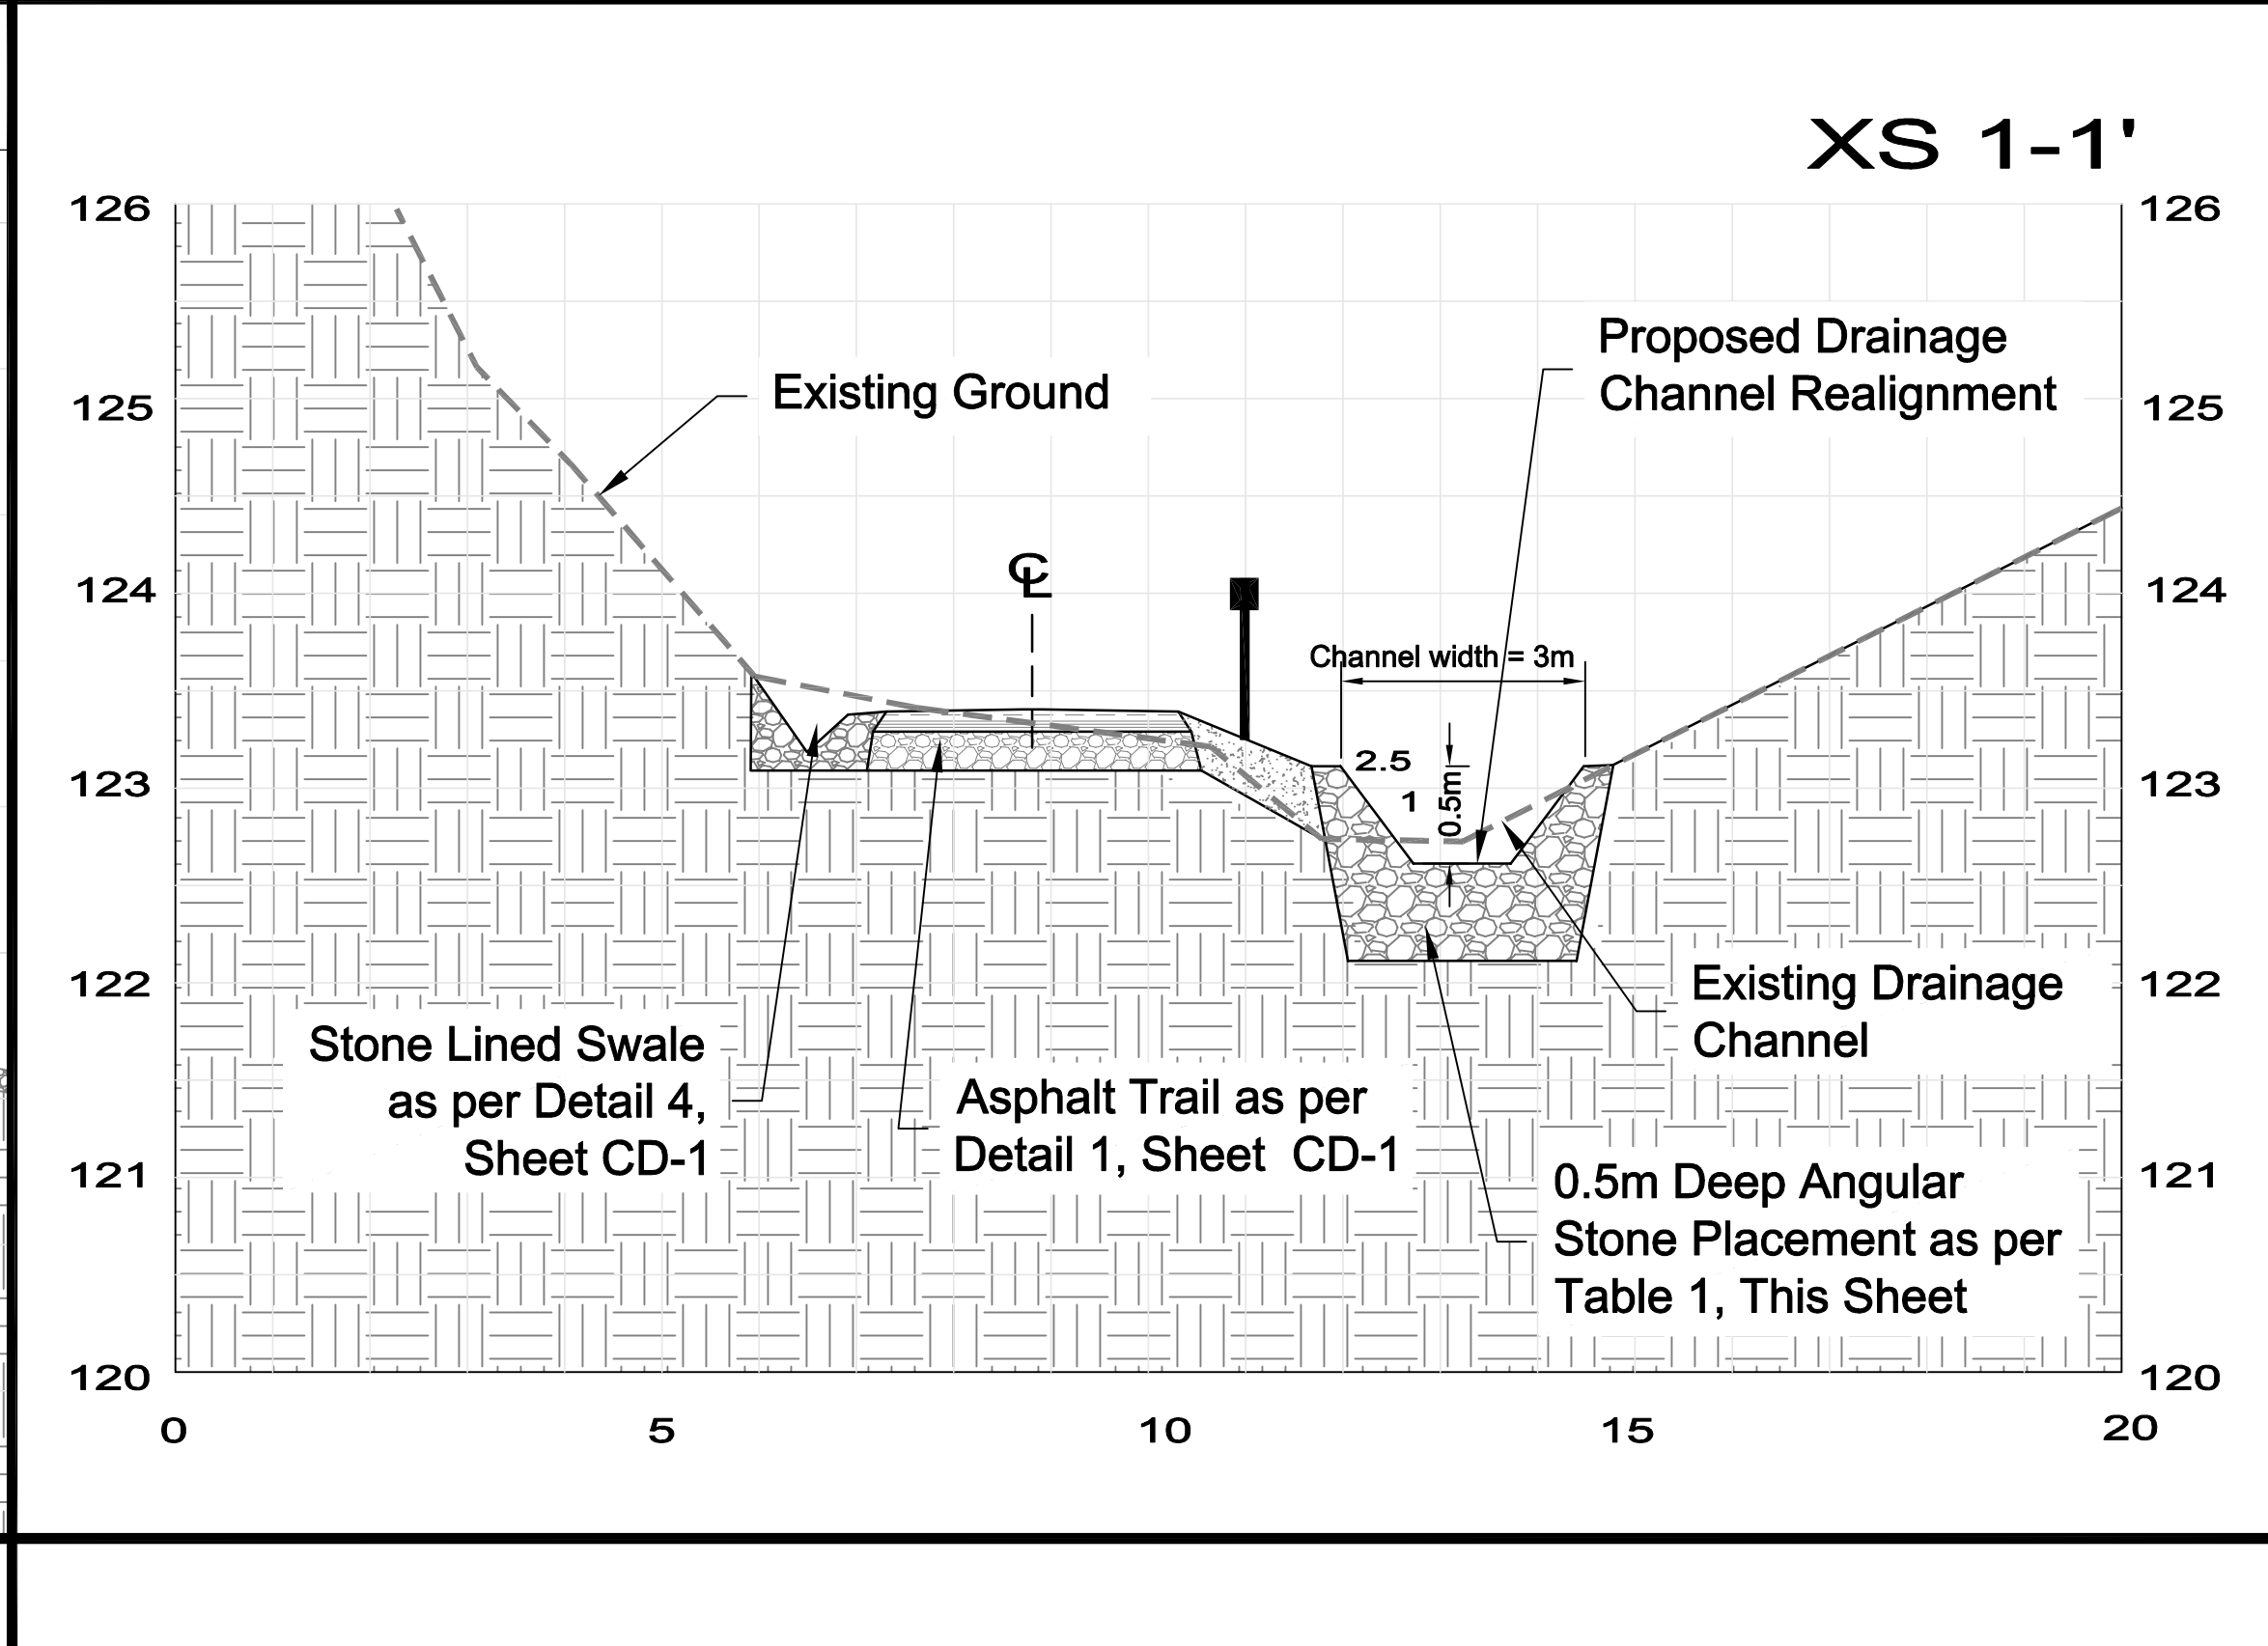 XS 1-1'
126
126
Proposed Drainage
Channel Realignment
Existing Ground
125
125
℄
124
124
Channel width = 3m
2.5
1
0.5m
123
123
Existing Drainage
Channel
122
122
Stone Lined Swale
as per Detail 4,
Sheet CD-1
Asphalt Trail as per
Detail 1, Sheet CD-1
0.5m Deep Angular
Stone Placement as per
Table 1, This Sheet
121
121
120
120
0
5
10
15
20